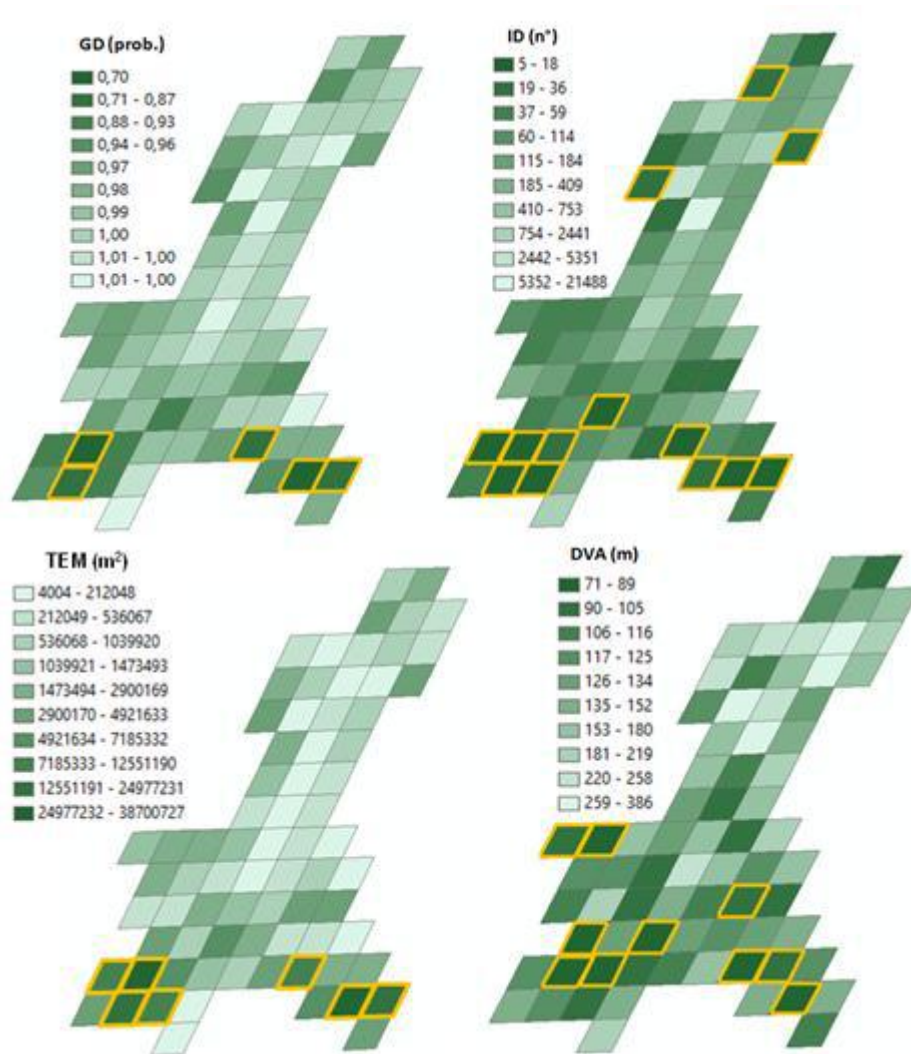 GD (prob.)
0,70
0,71 - 0,87
0,88 - 0,93
0,94 - 0,96
0,97
0,98
0,99
1,00
1,01 - 1,00
1,01 - 1,00
ID (n°)
5 - 18
19 - 36
37 - 59
60 - 114
115 - 184
185 - 409
410 - 753
754 - 2441
2442 - 5351
5352 - 21488
TEM (m²)
4004 - 212048
212049 - 536067
536068 - 1039920
1039921 - 1473493
1473494 - 2900169
2900170 - 4921633
4921634 - 7185332
7185333 - 12551190
12551191 - 24977231
24977232 - 38700727
DVA (m)
71 - 89
90 - 105
106 - 116
117 - 125
126 - 134
135 - 152
153 - 180
181 - 219
220 - 258
259 - 386